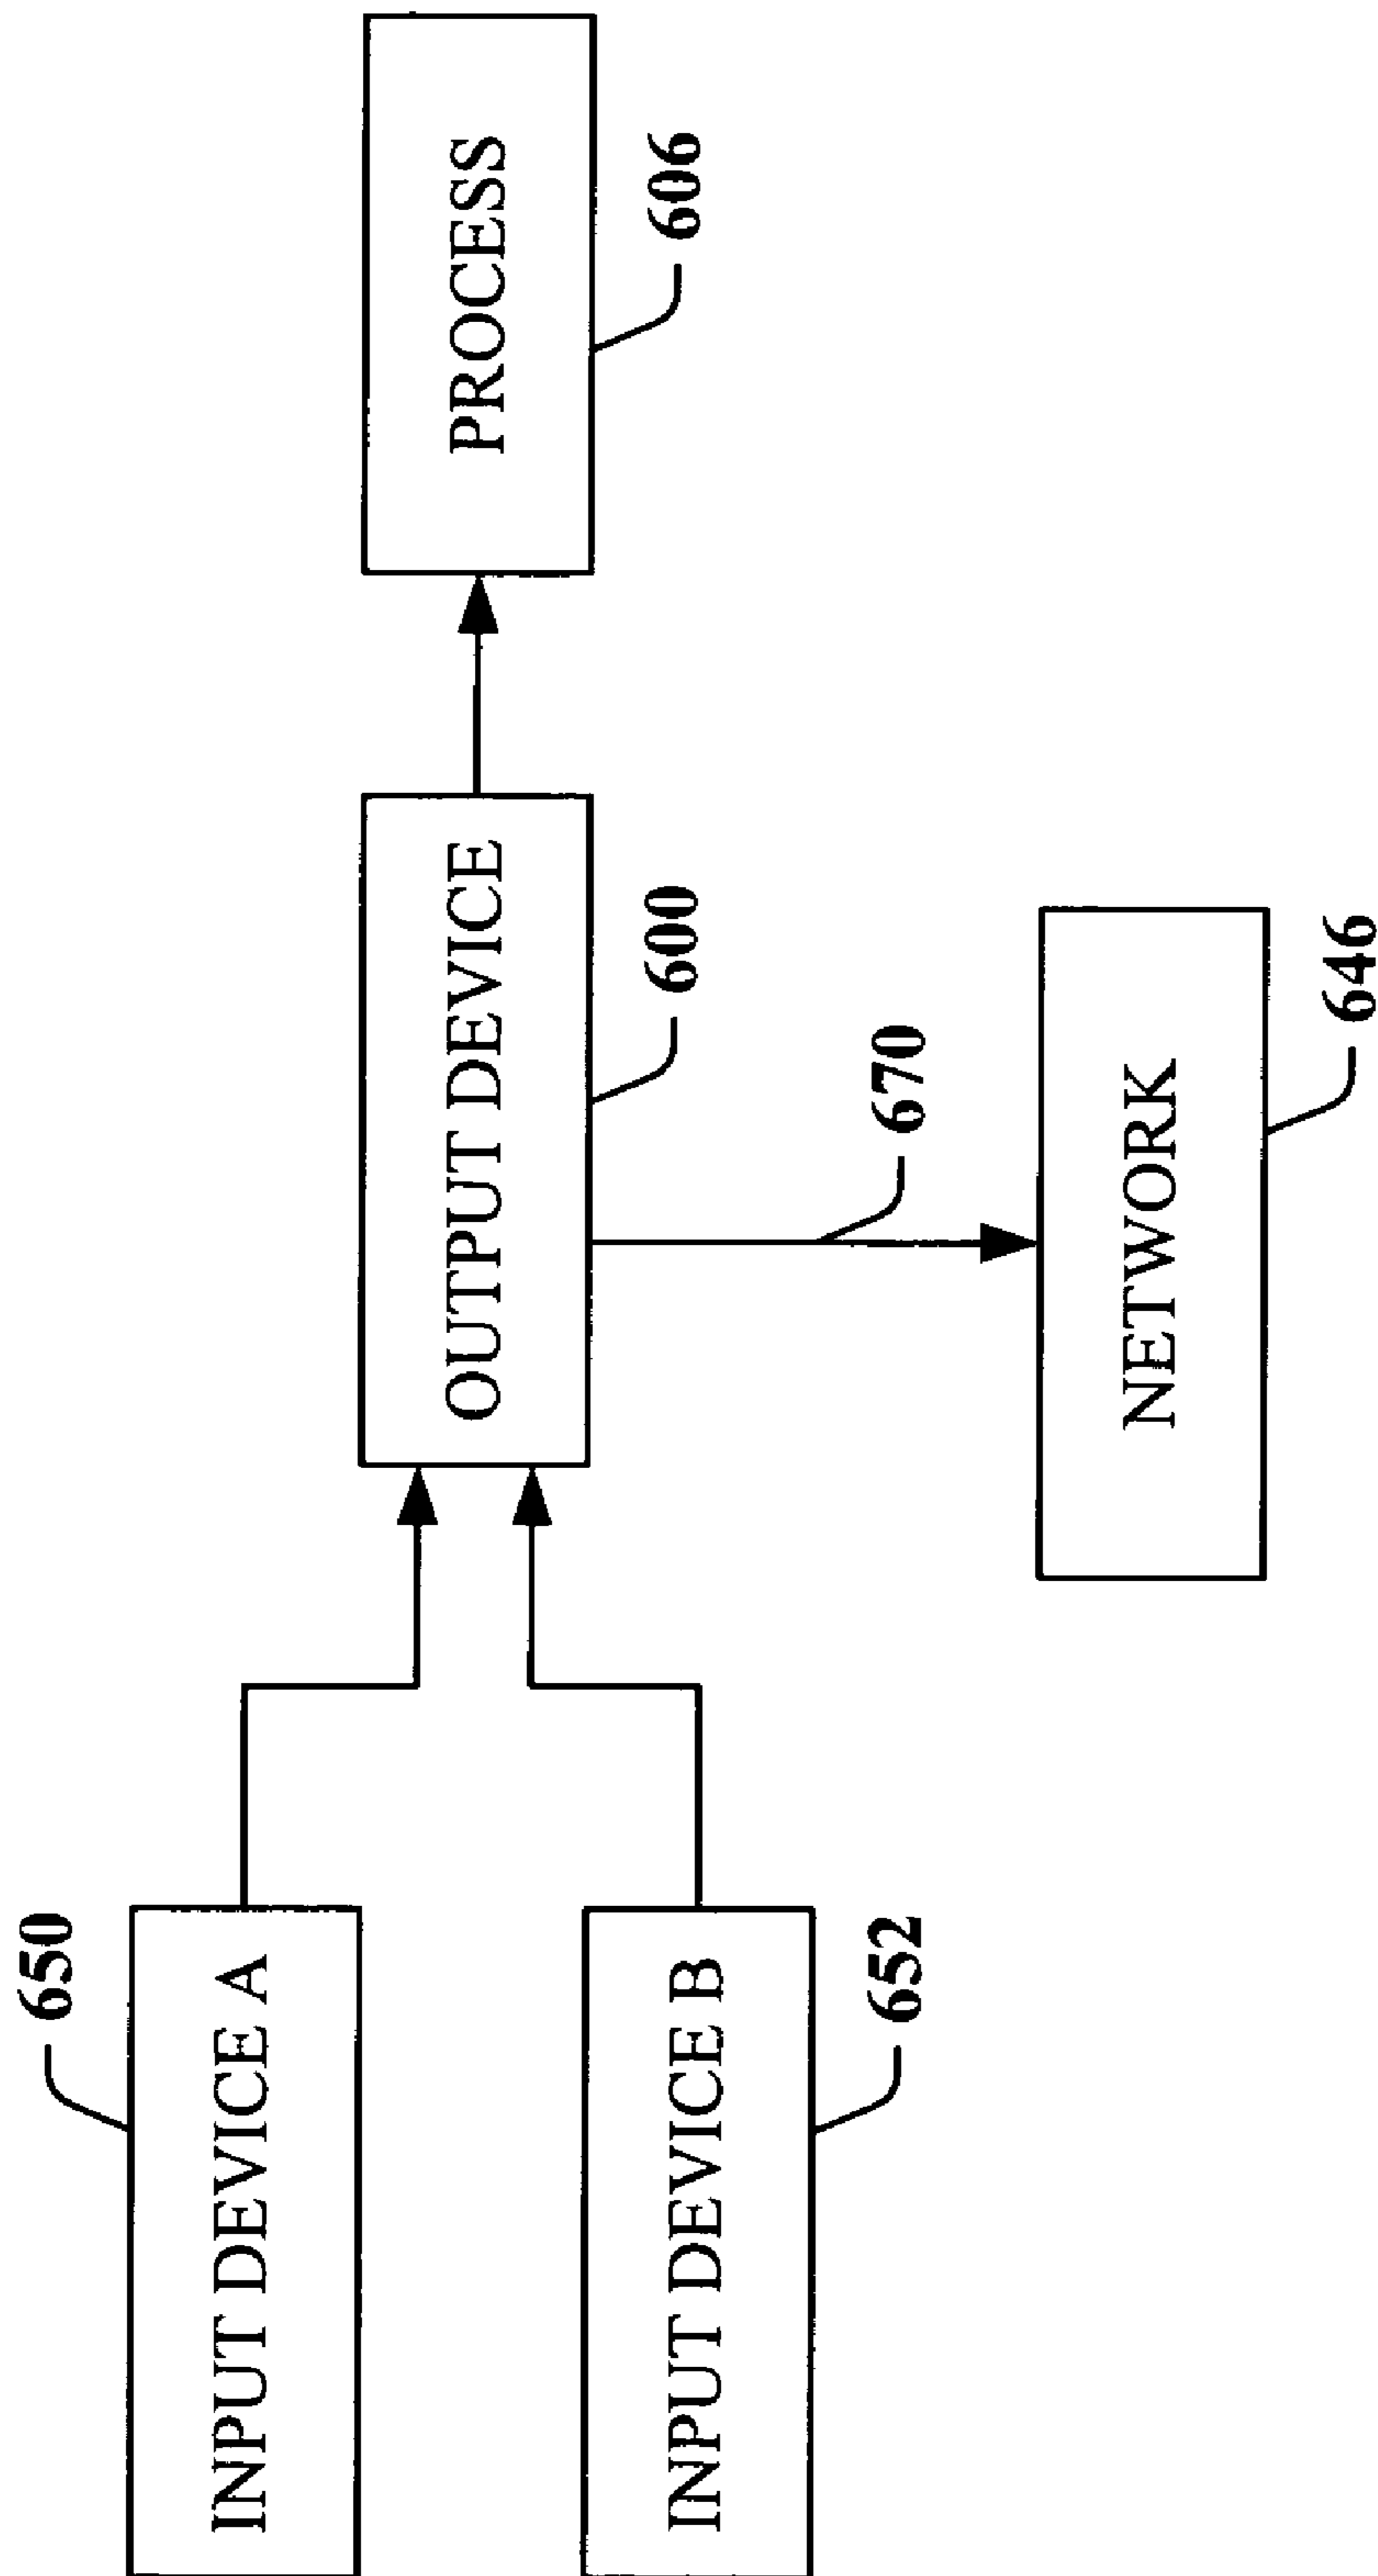 650
INPUT DEVICE A
INPUT DEVICE B
652
OUTPUT DEVICE
600
670
NETWORK
646
PROCESS
606